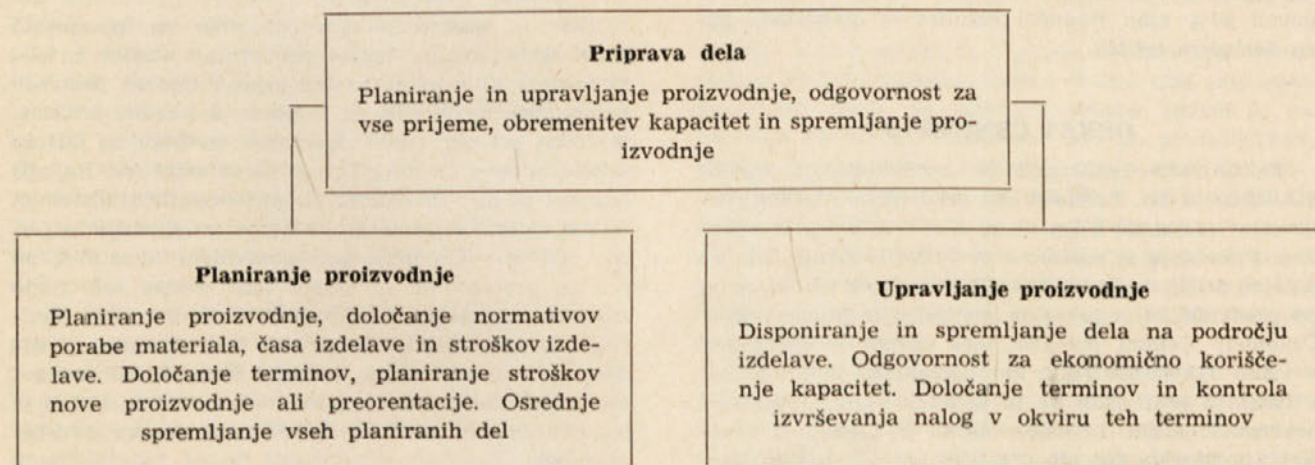 Priprava dela
Planiranje in upravljanje proizvodnje, odgovornost za
vse prijeme, obremenitev kapacitet in spremljanje pro-
izvodnje
Planiranje proizvodnje
Planiranje proizvodnje, določanje normativov
porabe materiala, časa izdelave in stroškov izde-
lave. Določanje terminov, planiranje stroškov
nove proizvodnje ali preorentacije. Osrednje
spremljanje vseh planiranih del
Upravljanje proizvodnje
Disponiranje in spremljanje dela na področju
izdelave. Odgovornost za ekonomično korišče-
nje kapacitet. Določanje terminov in kontrola
izvrševanja nalog v okviru teh terminov